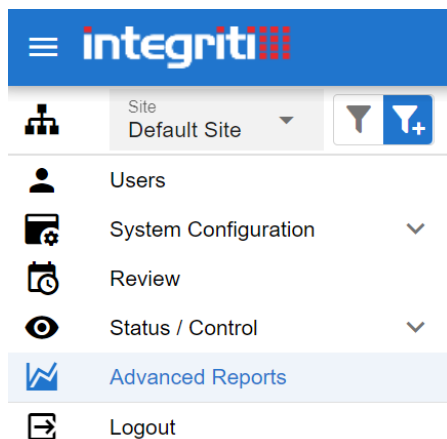 integriti
Site
Default Site
Users
System Configuration
Review
Status / Control
Advanced Reports
Logout